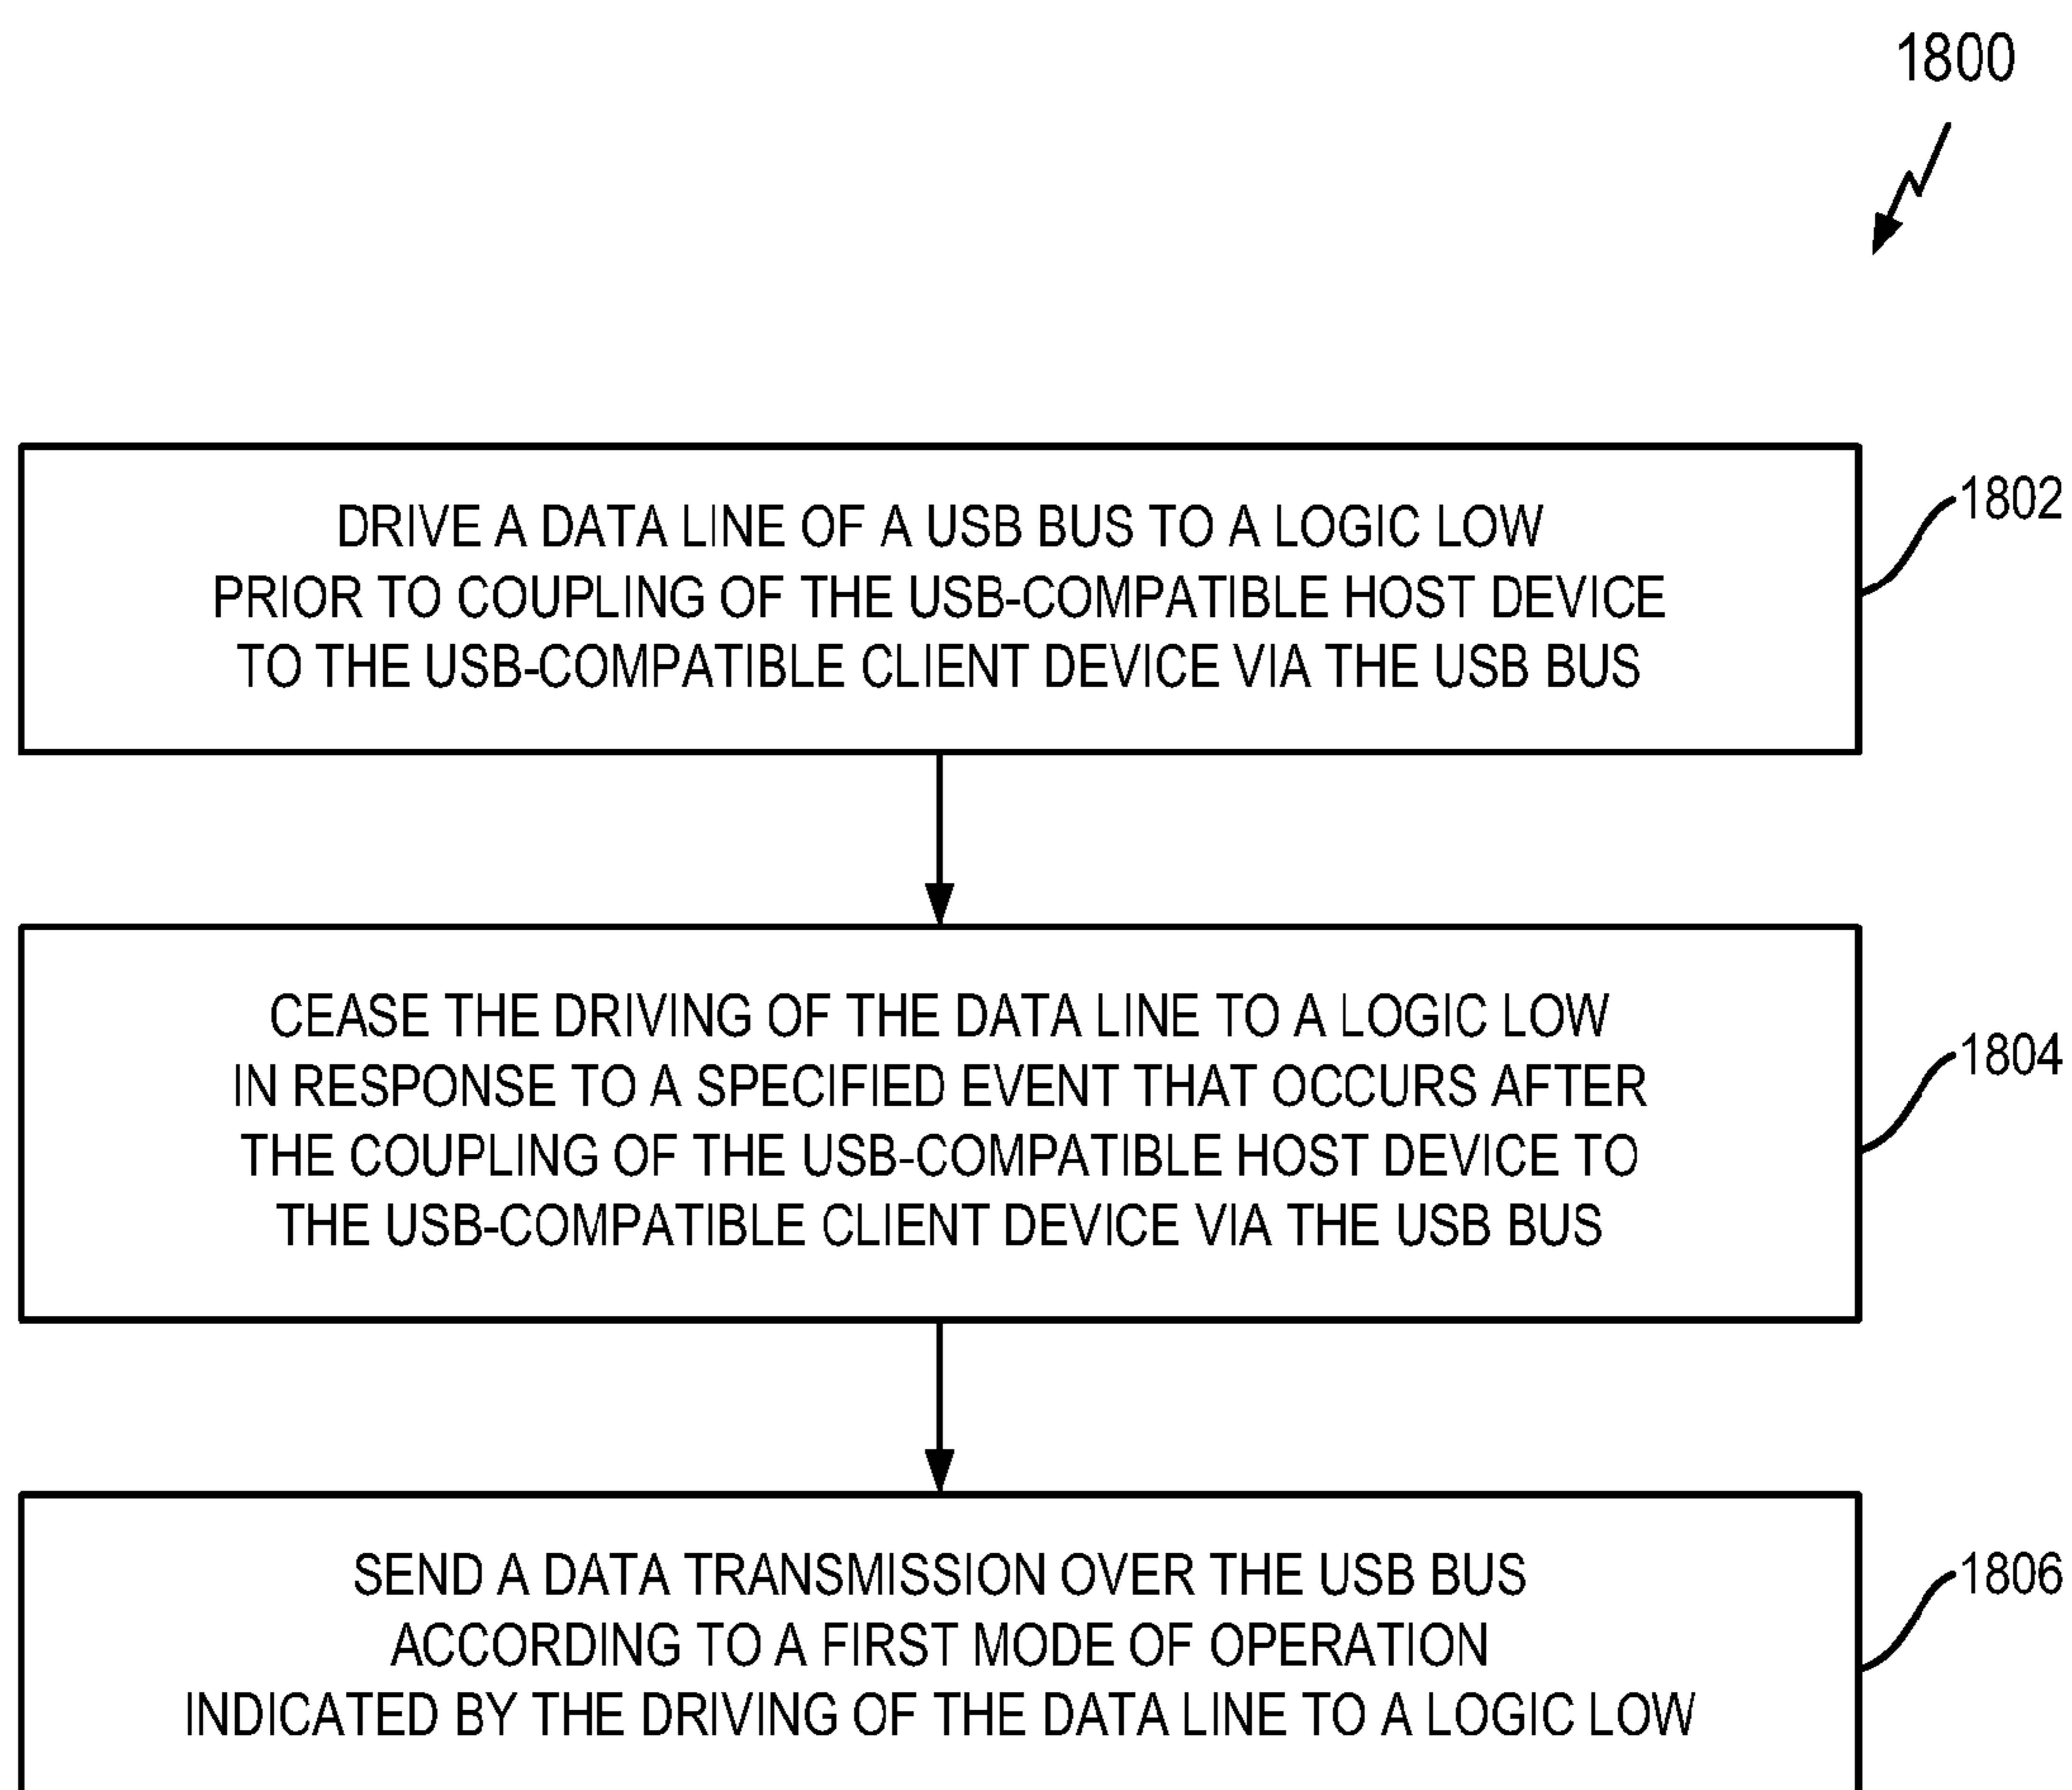 1800
DRIVE A DATA LINE OF A USB BUS TO A LOGIC LOW
PRIOR TO COUPLING OF THE USB-COMPATIBLE HOST DEVICE
TO THE USB-COMPATIBLE CLIENT DEVICE VIA THE USB BUS
1802
CEASE THE DRIVING OF THE DATA LINE TO A LOGIC LOW
IN RESPONSE TO A SPECIFIED EVENT THAT OCCURS AFTER
THE COUPLING OF THE USB-COMPATIBLE HOST DEVICE TO
THE USB-COMPATIBLE CLIENT DEVICE VIA THE USB BUS
1804
SEND A DATA TRANSMISSION OVER THE USB BUS
ACCORDING TO A FIRST MODE OF OPERATION
INDICATED BY THE DRIVING OF THE DATA LINE TO A LOGIC LOW
1806